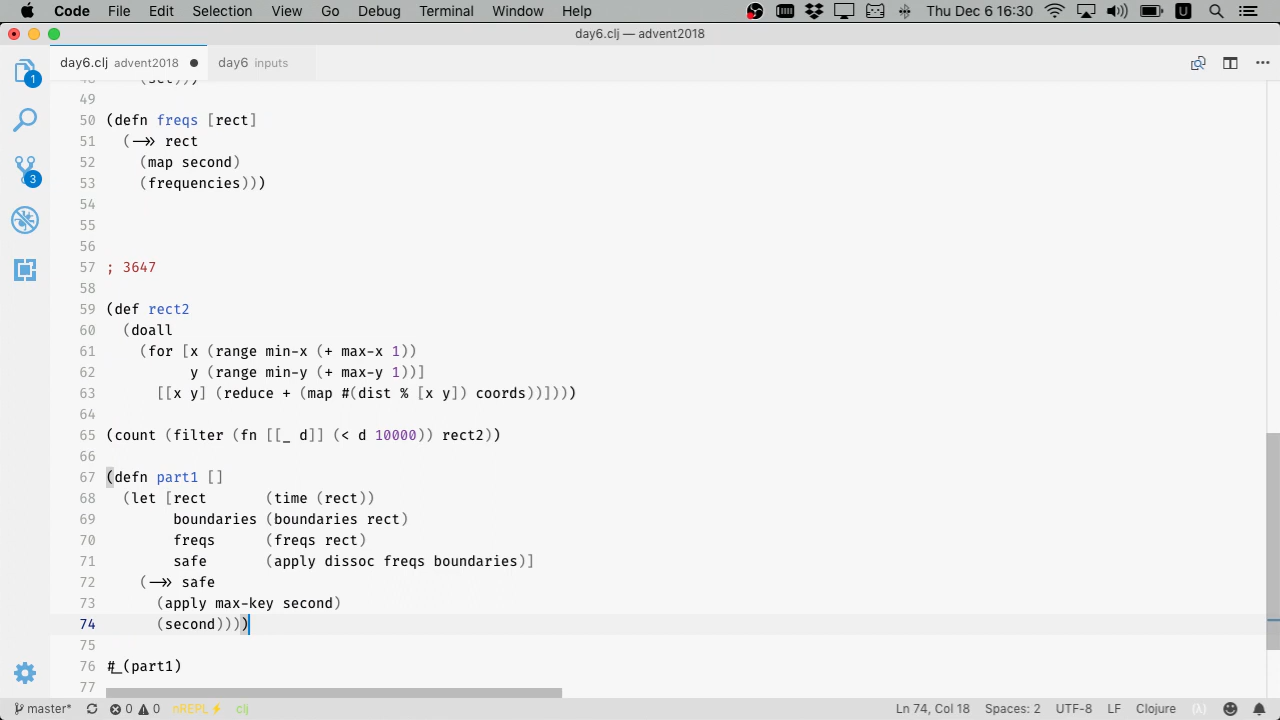 Code File Edit Selection View Go Debug Terminal Window Help Thu Dec 6 16:30 U
day6.clj — advent2018
day6.clj advent2018 ● day6 inputs
48 (set)))
49
50 (defn freqs [rect]
51 (->> rect
52 (map second)
53 (frequencies)))
54
55
56
57 ; 3647
58
59 (def rect2
60 (doall
61 (for [x (range min-x (+ max-x 1))
62 y (range min-y (+ max-y 1))]
63 [[x y] (reduce + (map #(dist % [x y]) coords))])))
64
65 (count (filter (fn [[_ d]] (< d 10000)) rect2))
66
67 (defn part1 []
68 (let [rect (time (rect))
69 boundaries (boundaries rect)
70 freqs (freqs rect)
71 safe (apply dissoc freqs boundaries)]
72 (->> safe
73 (apply max-key second)
74 (second))))
75
76 #_(part1)
77
1
3
master* 0 0 nREPL⚡ clj Ln 74, Col 18 Spaces: 2 UTF-8 LF Clojure (λ)